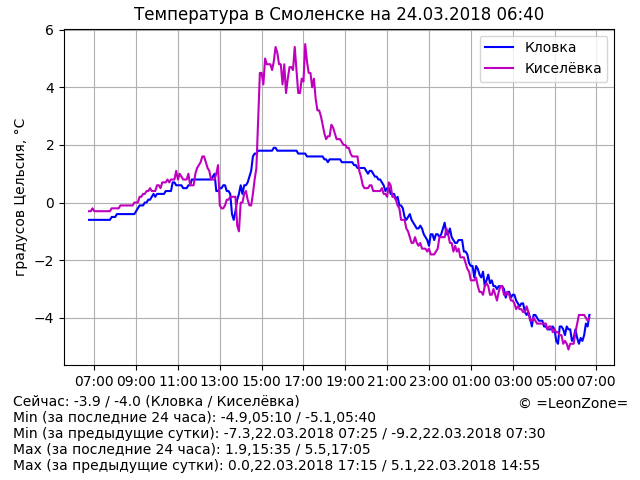 Температура в Смоленске на 24.03.2018 06:40
градусов Цельсия, °C
6
4
2
0
−2
−4
Кловка
Киселёвка
07:00 09:00 11:00 13:00 15:00 17:00 19:00 21:00 23:00 01:00 03:00 05:00 07:00
Сейчас: -3.9 / -4.0 (Кловка / Киселёвка)
© =LeonZone=
Min (за последние 24 часа): -4.9,05:10 / -5.1,05:40
Min (за предыдущие сутки): -7.3,22.03.2018 07:25 / -9.2,22.03.2018 07:30
Max (за последние 24 часа): 1.9,15:35 / 5.5,17:05
Max (за предыдущие сутки): 0.0,22.03.2018 17:15 / 5.1,22.03.2018 14:55